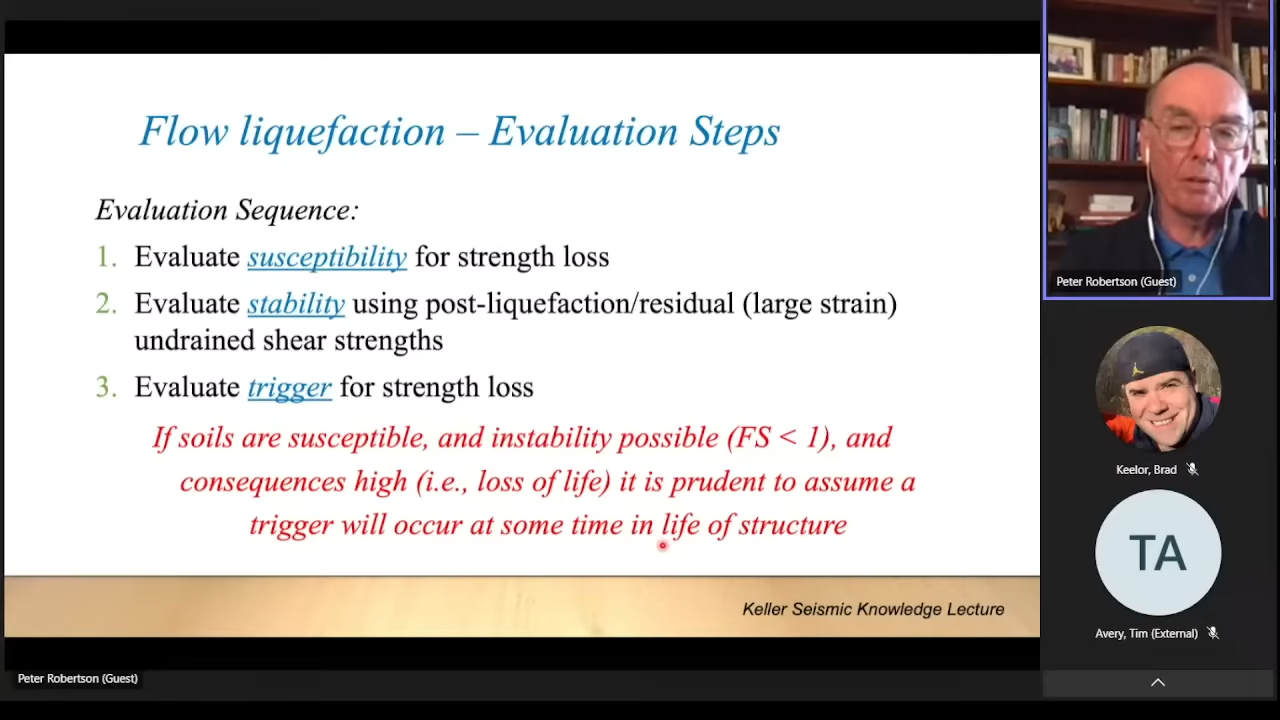 Flow liquefaction – Evaluation Steps
Evaluation Sequence:
1. Evaluate susceptibility for strength loss
2. Evaluate stability using post-liquefaction/residual (large strain)
undrained shear strengths
3. Evaluate trigger for strength loss
If soils are susceptible, and instability possible (FS < 1), and
consequences high (i.e., loss of life) it is prudent to assume a
trigger will occur at some time in life of structure
Keller Seismic Knowledge Lecture
Peter Robertson (Guest)
Peter Robertson (Guest)
Keelor, Brad
TA
Avery, Tim (External)